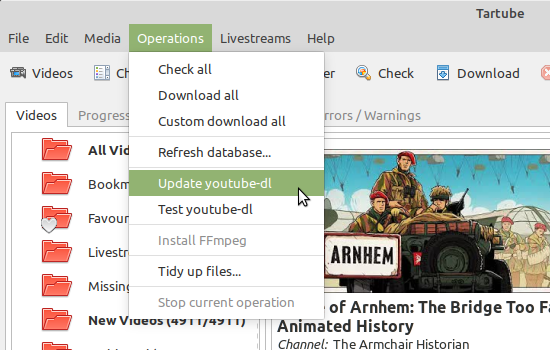 Tartube
File Edit Media Operations Livestreams Help
Videos Check Download
Check all
Download all
Custom download all
Refresh database...
Update youtube-dl
Test youtube-dl
Install FFmpeg
Tidy up files...
Stop current operation
Videos Progress rrors / Warnings
All Vid
Bookm
Favour
Livestr
Missing
New Videos (4911/4911)
ARNHEM
of Arnhem: The Bridge Too Fa
Animated History
Channel: The Armchair Historian